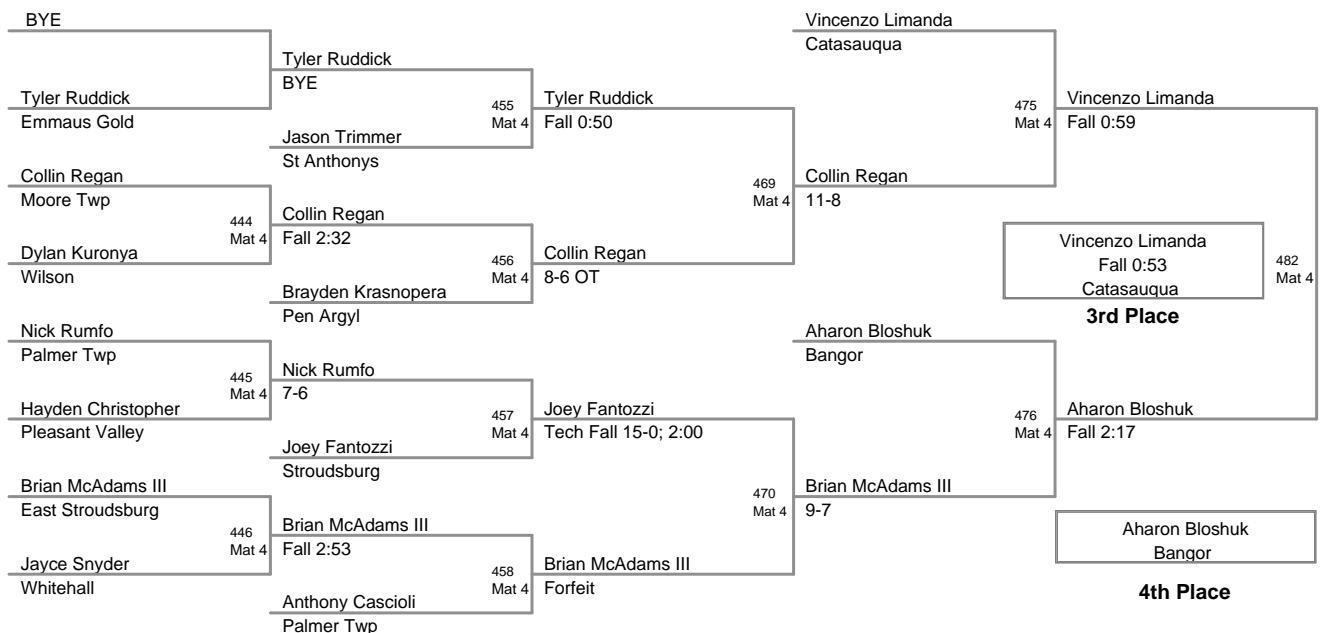 BYE
Tyler Ruddick
Emmaus Gold
Collin Regan
Moore Twp
Dylan Kuronya
Wilson
Nick Rumfo
Palmer Twp
Hayden Christopher
Pleasant Valley
Brian McAdams III
East Stroudsburg
Jayce Snyder
Whitehall
444
Mat 4
445
Mat 4
446
Mat 4
Tyler Ruddick
BYE
Jason Trimmer
St Anthonys
Collin Regan
Fall 2:32
Brayden Krasnopera
Pen Argyl
Nick Rumfo
7-6
Joey Fantozzi
Stroudsburg
Brian McAdams III
Fall 2:53
Anthony Cascioli
Palmer Twp
455
Mat 4
456
Mat 4
457
Mat 4
458
Mat 4
Tyler Ruddick
Fall 0:50
Collin Regan
8-6 OT
Joey Fantozzi
Tech Fall 15-0; 2:00
Brian McAdams III
Forfeit
469
Mat 4
470
Mat 4
Vincenzo Limanda
Catasauqua
Collin Regan
11-8
Aharon Bloshuk
Bangor
Brian McAdams III
9-7
475
Mat 4
476
Mat 4
Vincenzo Limanda
Fall 0:59
Aharon Bloshuk
Fall 2:17
482
Mat 4
Vincenzo Limanda
Fall 0:53
Catasauqua
3rd Place
Aharon Bloshuk
Bangor
4th Place